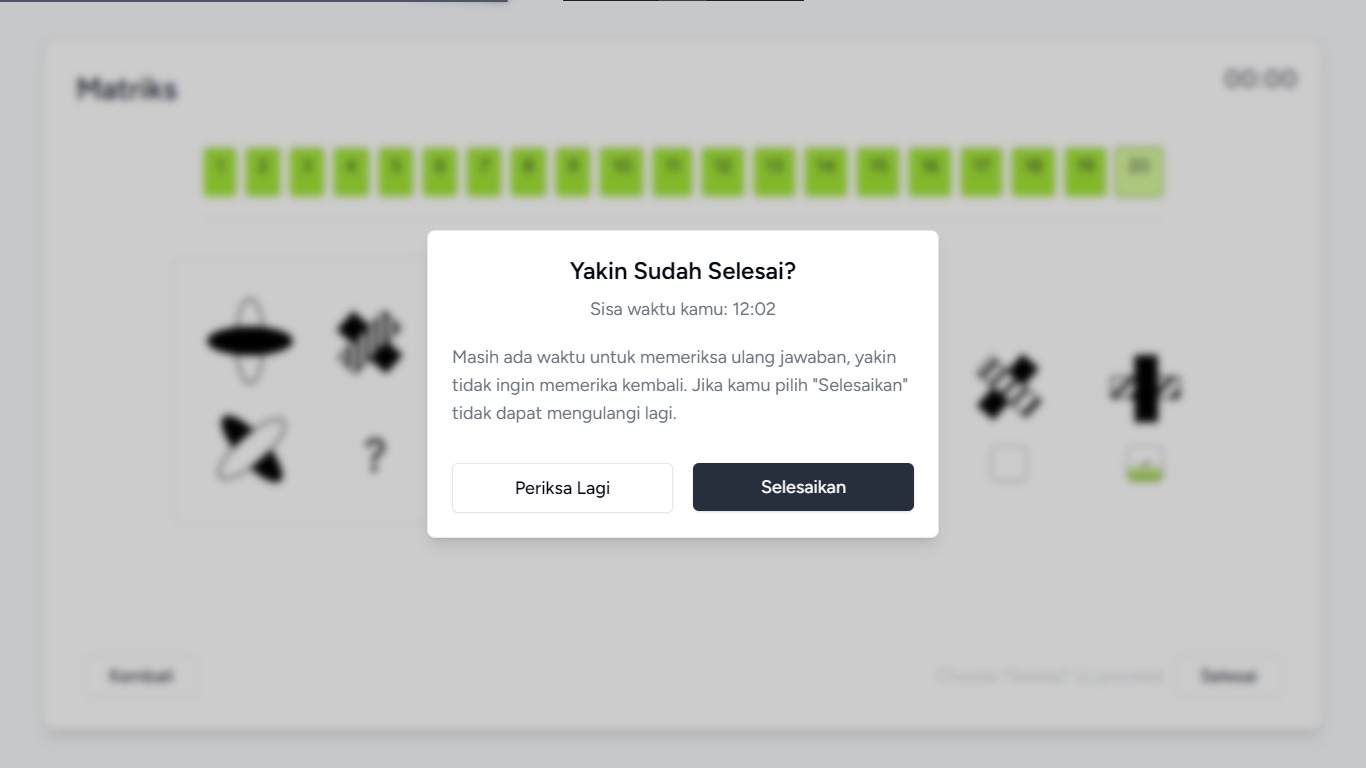 Matriks
00:00
1 2 3 4 5 6 7 8 9 10 11 12 13 14 15 16 17 18 19 20
Yakin Sudah Selesai?
Sisa waktu kamu: 12:02
Masih ada waktu untuk memeriksa ulang jawaban, yakin
tidak ingin memerika kembali. Jika kamu pilih "Selesaikan"
tidak dapat mengulangi lagi.
?
Periksa Lagi
Selesaikan
Kembali
Selesai